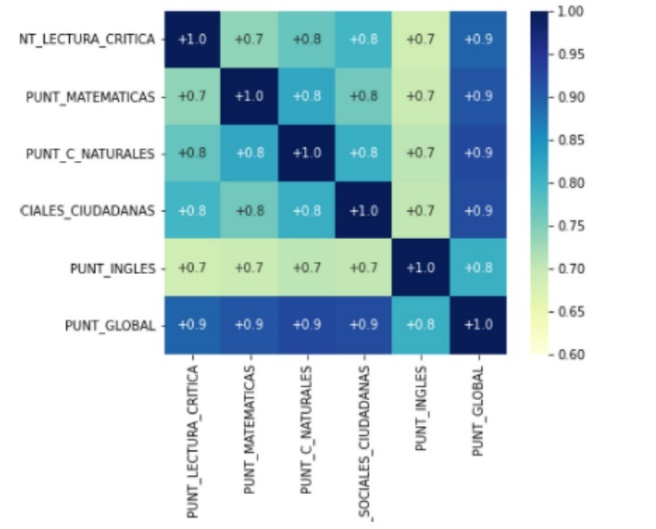 NT_LECTURA_CRITICA +1.0 +0.7 +0.8 +0.8 +0.7 +0.9
PUNT_MATEMATICAS +0.7 +1.0 +0.8 +0.8 +0.7 +0.9
PUNT_C_NATURALES +0.8 +0.8 +1.0 +0.8 +0.7 +0.9
CIALES_CIUDADANAS +0.8 +0.8 +0.8 +1.0 +0.7 +0.9
PUNT_INGLES +0.7 +0.7 +0.7 +0.7 +1.0 +0.8
PUNT_GLOBAL +0.9 +0.9 +0.9 +0.9 +0.8 +1.0
PUNT_LECTURA_CRITICA
PUNT_MATEMATICAS
PUNT_C_NATURALES
_SOCIALES_CIUDADANAS
PUNT_INGLES
PUNT_GLOBAL
1.00
0.95
0.90
0.85
0.80
0.75
0.70
0.65
0.60